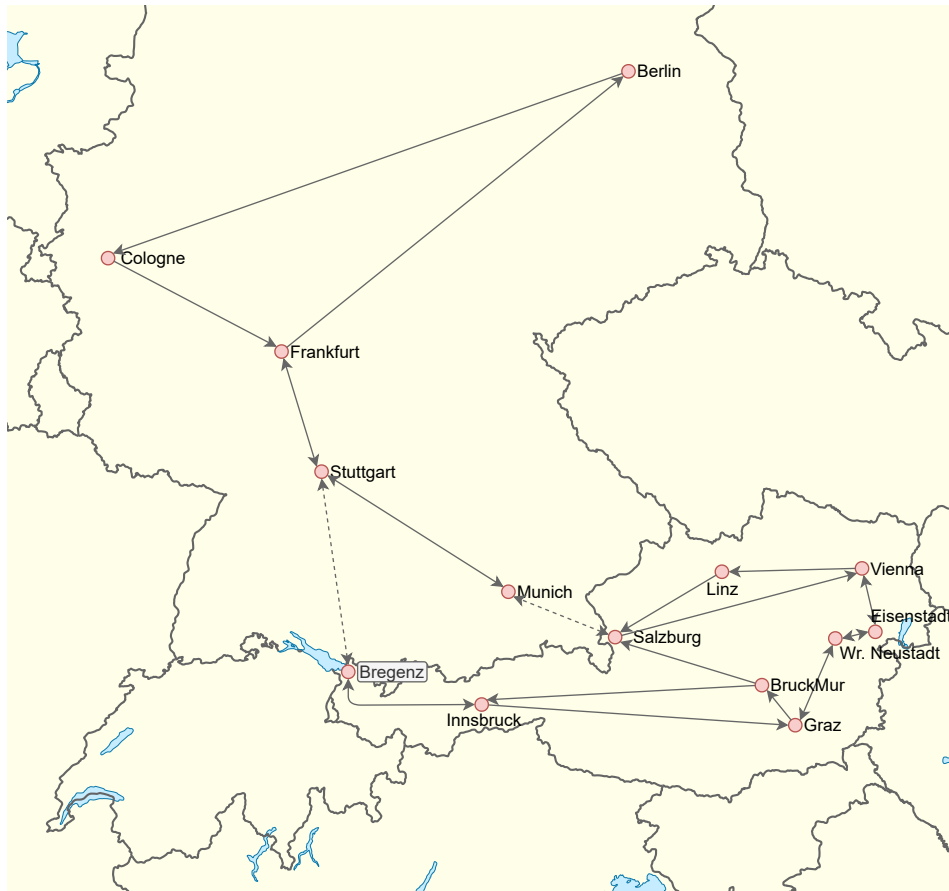 Berlin
Cologne
Frankfurt
Stuttgart
Munich
Linz
Vienna
Eisenstadt
Salzburg
Wr. Neustadt
Bregenz
BruckMur
Innsbruck
Graz